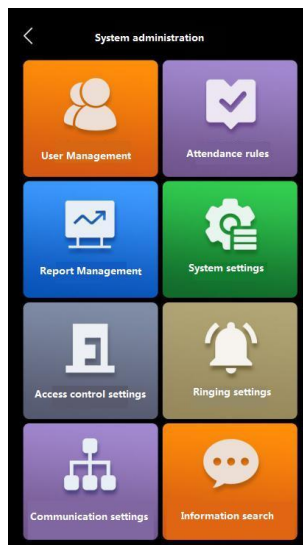 System administration
User Management
Attendance rules
Report Management
System settings
Access control settings
Ringing settings
Communication settings
Information search